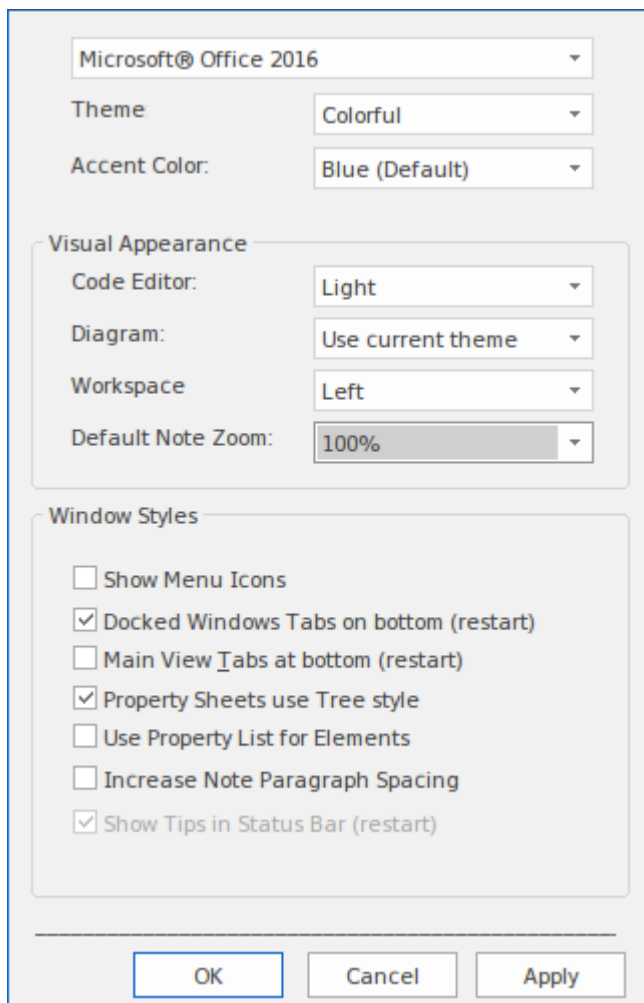 Microsoft® Office 2016
Theme Colorful
Accent Color: Blue (Default)
Visual Appearance
Code Editor: Light
Diagram: Use current theme
Workspace Left
Default Note Zoom: 100%
Window Styles
Show Menu Icons
Docked Windows Tabs on bottom (restart)
Main View Tabs at bottom (restart)
Property Sheets use Tree style
Use Property List for Elements
Increase Note Paragraph Spacing
Show Tips in Status Bar (restart)
OK Cancel Apply